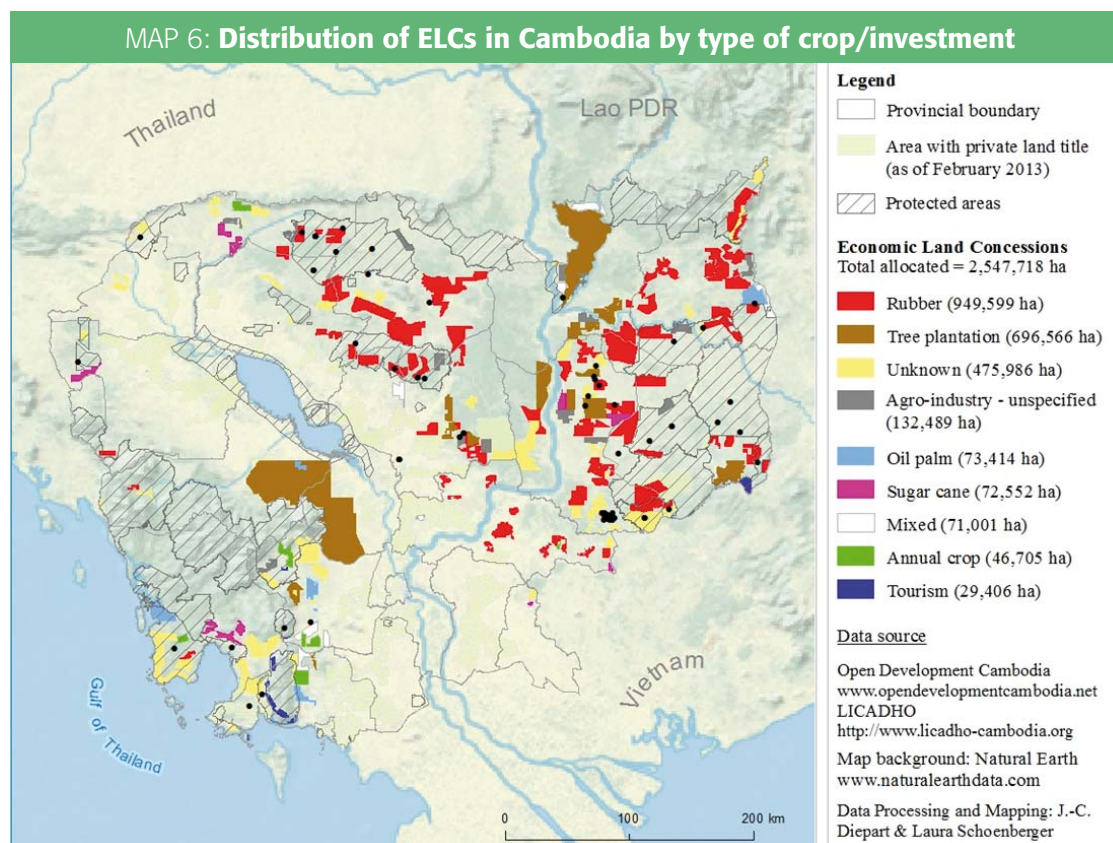 MAP 6: Distribution of ELCs in Cambodia by type of crop/investment
Thailand
Lao PDR
Vietnam
Gulf of Thailand
0 100 200 km
Legend
Provincial boundary
Area with private land title
(as of February 2013)
Protected areas
Economic Land Concessions
Total allocated = 2,547,718 ha
Rubber (949,599 ha)
Tree plantation (696,566 ha)
Unknown (475,986 ha)
Agro-industry - unspecified
(132,489 ha)
Oil palm (73,414 ha)
Sugar cane (72,552 ha)
Mixed (71,001 ha)
Annual crop (46,705 ha)
Tourism (29,406 ha)
Data source
Open Development Cambodia
www.opendevelopmentcambodia.net
LICADHO
http://www.licadho-cambodia.org
Map background: Natural Earth
www.naturalearthdata.com
Data Processing and Mapping: J.-C.
Diepart & Laura Schoenberger